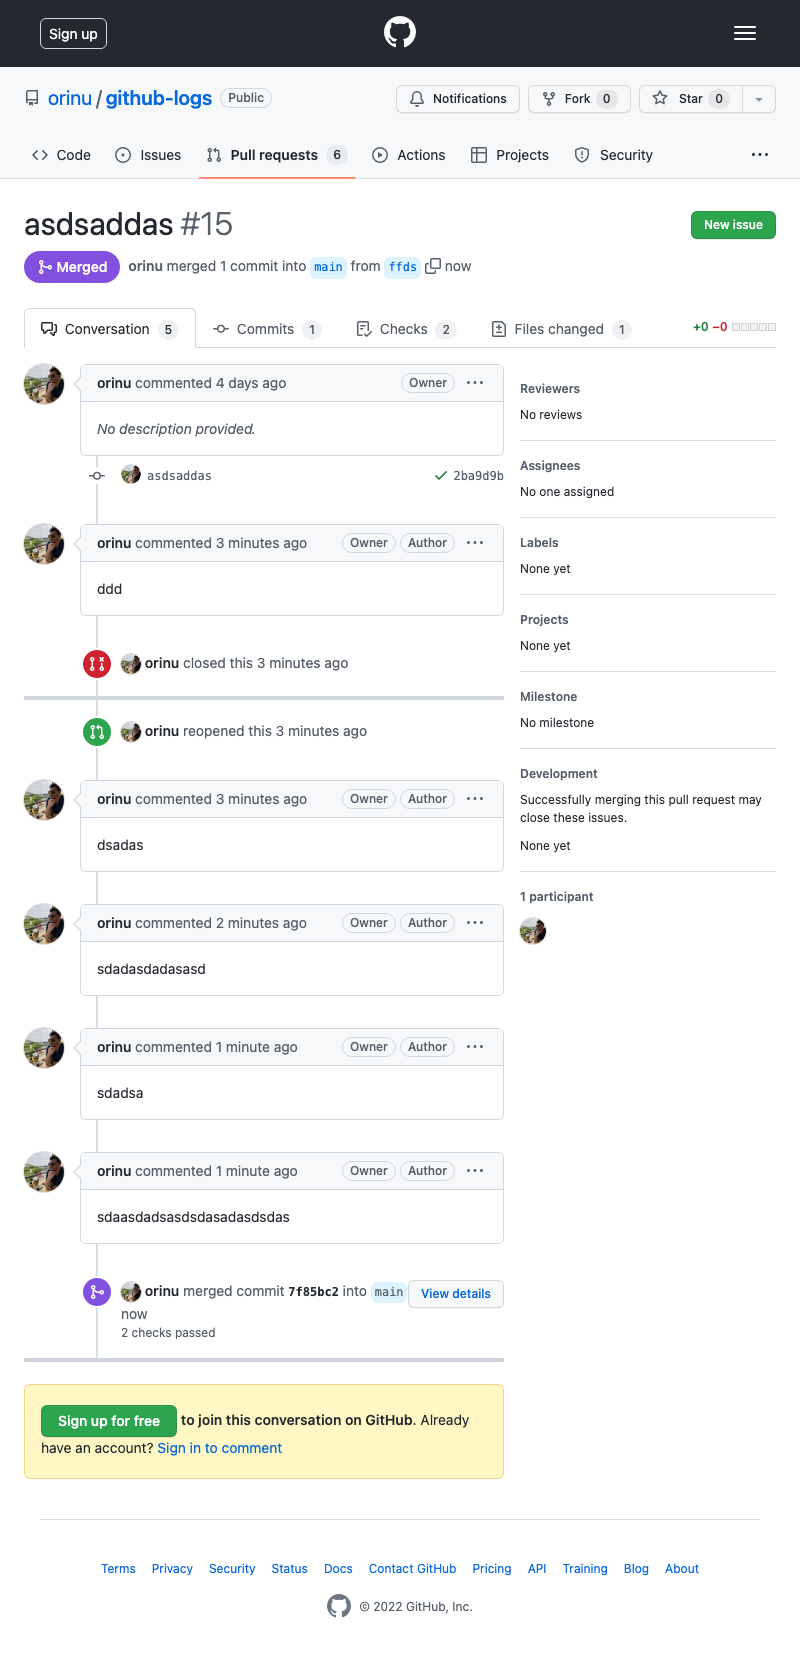 Sign up
orinu / github-logs Public
Notifications
Fork 0
Star 0
Code
Issues
Pull requests 6
Actions
Projects
Security
asdsaddas #15
New issue
Merged orinu merged 1 commit into main from ffds now
Conversation 5
Commits 1
Checks 2
Files changed 1
+0 −0
orinu commented 4 days ago Owner
No description provided.
asdsaddas 2ba9d9b
orinu commented 3 minutes ago Owner Author
ddd
orinu closed this 3 minutes ago
orinu reopened this 3 minutes ago
orinu commented 3 minutes ago Owner Author
dsadas
orinu commented 2 minutes ago Owner Author
sdadasdadasasd
orinu commented 1 minute ago Owner Author
sdadsa
orinu commented 1 minute ago Owner Author
sdaasdadsasdsdasadasdsdas
orinu merged commit 7f85bc2 into main View details
now
2 checks passed
Reviewers
No reviews
Assignees
No one assigned
Labels
None yet
Projects
None yet
Milestone
No milestone
Development
Successfully merging this pull request may
close these issues.
None yet
1 participant
Sign up for free to join this conversation on GitHub. Already
have an account? Sign in to comment
Terms Privacy Security Status Docs Contact GitHub Pricing API Training Blog About
© 2022 GitHub, Inc.